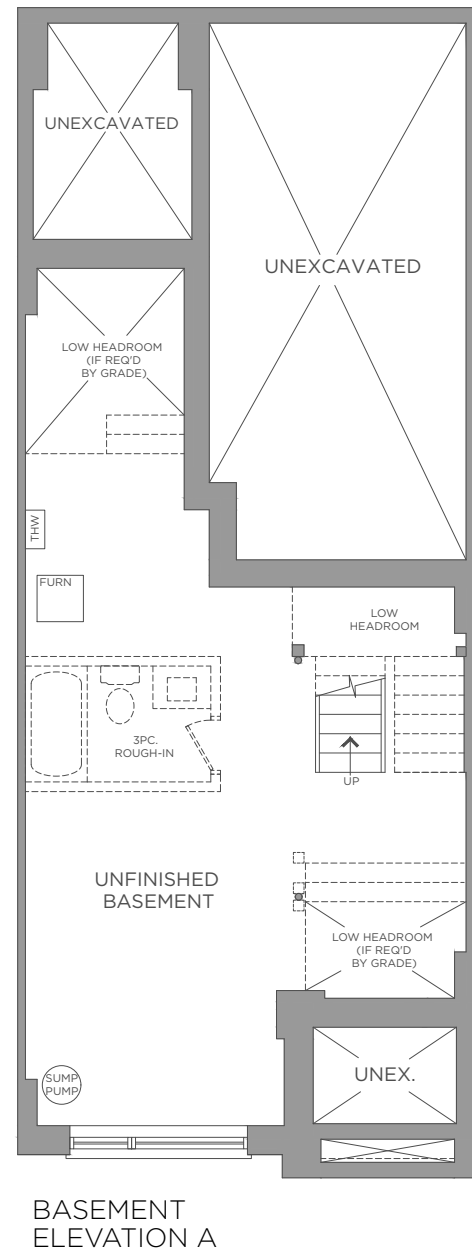 UNEXCAVATED
UNEXCAVATED
LOW HEADROOM
(IF REQ'D
BY GRADE)
THW
FURN
LOW
HEADROOM
3PC.
ROUGH-IN
UP
UNFINISHED
BASEMENT
LOW HEADROOM
(IF REQ'D
BY GRADE)
SUMP
PUMP
UNEX.
BASEMENT
ELEVATION A